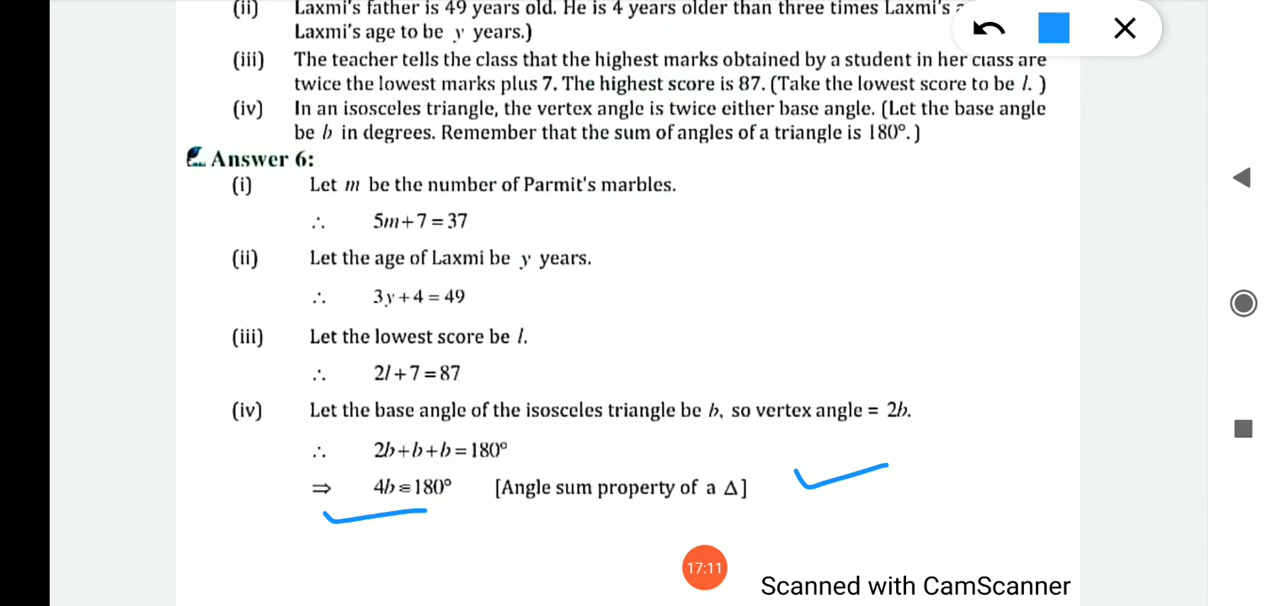 (ii) Laxmi's father is 49 years old. He is 4 years older than three times Laxmi's
Laxmi's age to be y years.)
(iii) The teacher tells the class that the highest marks obtained by a student in her class are
twice the lowest marks plus 7. The highest score is 87. (Take the lowest score to be l. )
(iv) In an isosceles triangle, the vertex angle is twice either base angle. (Let the base angle
be b in degrees. Remember that the sum of angles of a triangle is 180°.)
Answer 6:
(i) Let m be the number of Parmit's marbles.
∴ 5m+7=37
(ii) Let the age of Laxmi be y years.
∴ 3y+4=49
(iii) Let the lowest score be l.
∴ 2l+7=87
(iv) Let the base angle of the isosceles triangle be b, so vertex angle = 2b.
∴ 2b+b+b=180°
⇒ 4b=180° [Angle sum property of a Δ]
17:11
Scanned with CamScanner